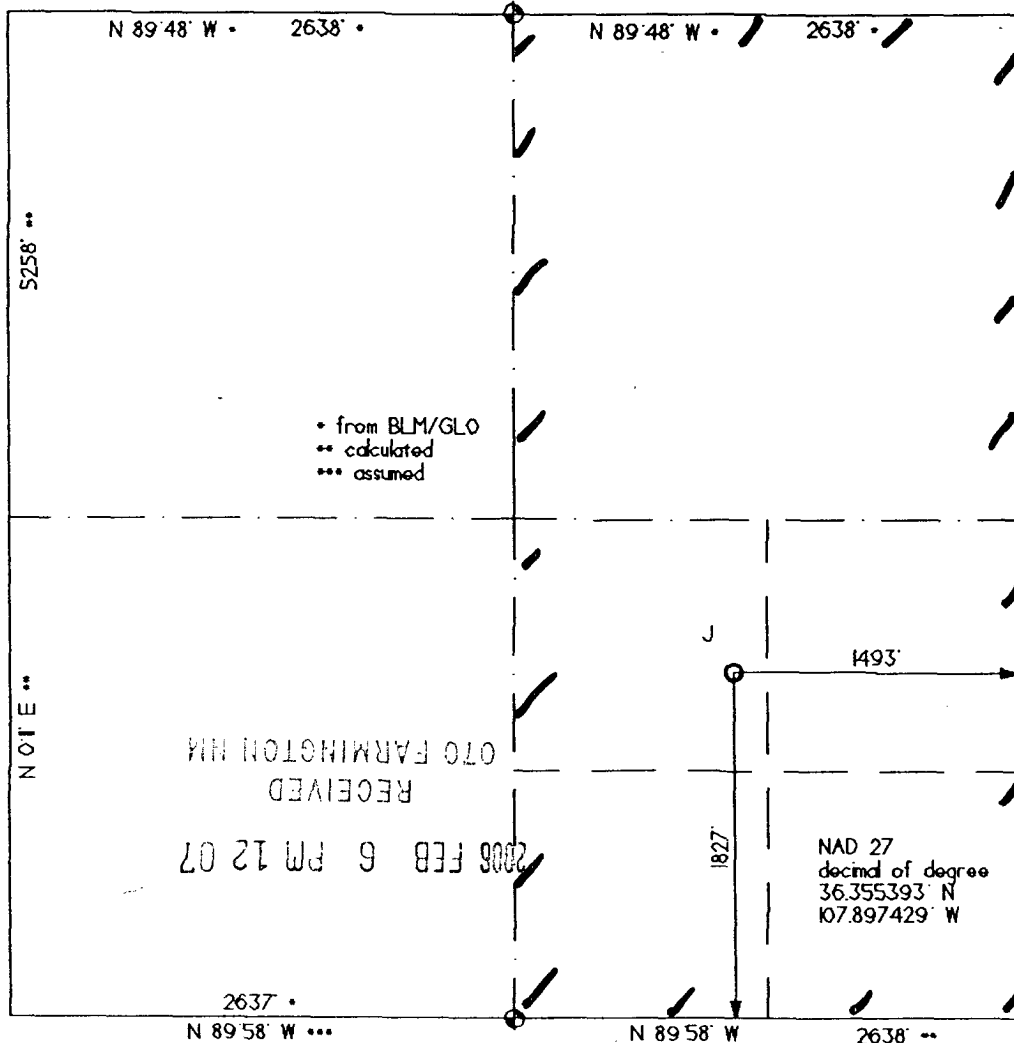 N 89°48' W * 2638' *
N 89°48' W * 2638' *
5258' **
* from BLM/GLO
** calculated
*** assumed
J
1493'
N 0°1' E **
1827'
070 FARMINGTON NM
RECEIVED
2006 FEB 6 PM 12 07
NAD 27
decimal of degree
36.355393° N
107.897429° W
2637' *
N 89°58' W ***
N 89°58' W 2638' **